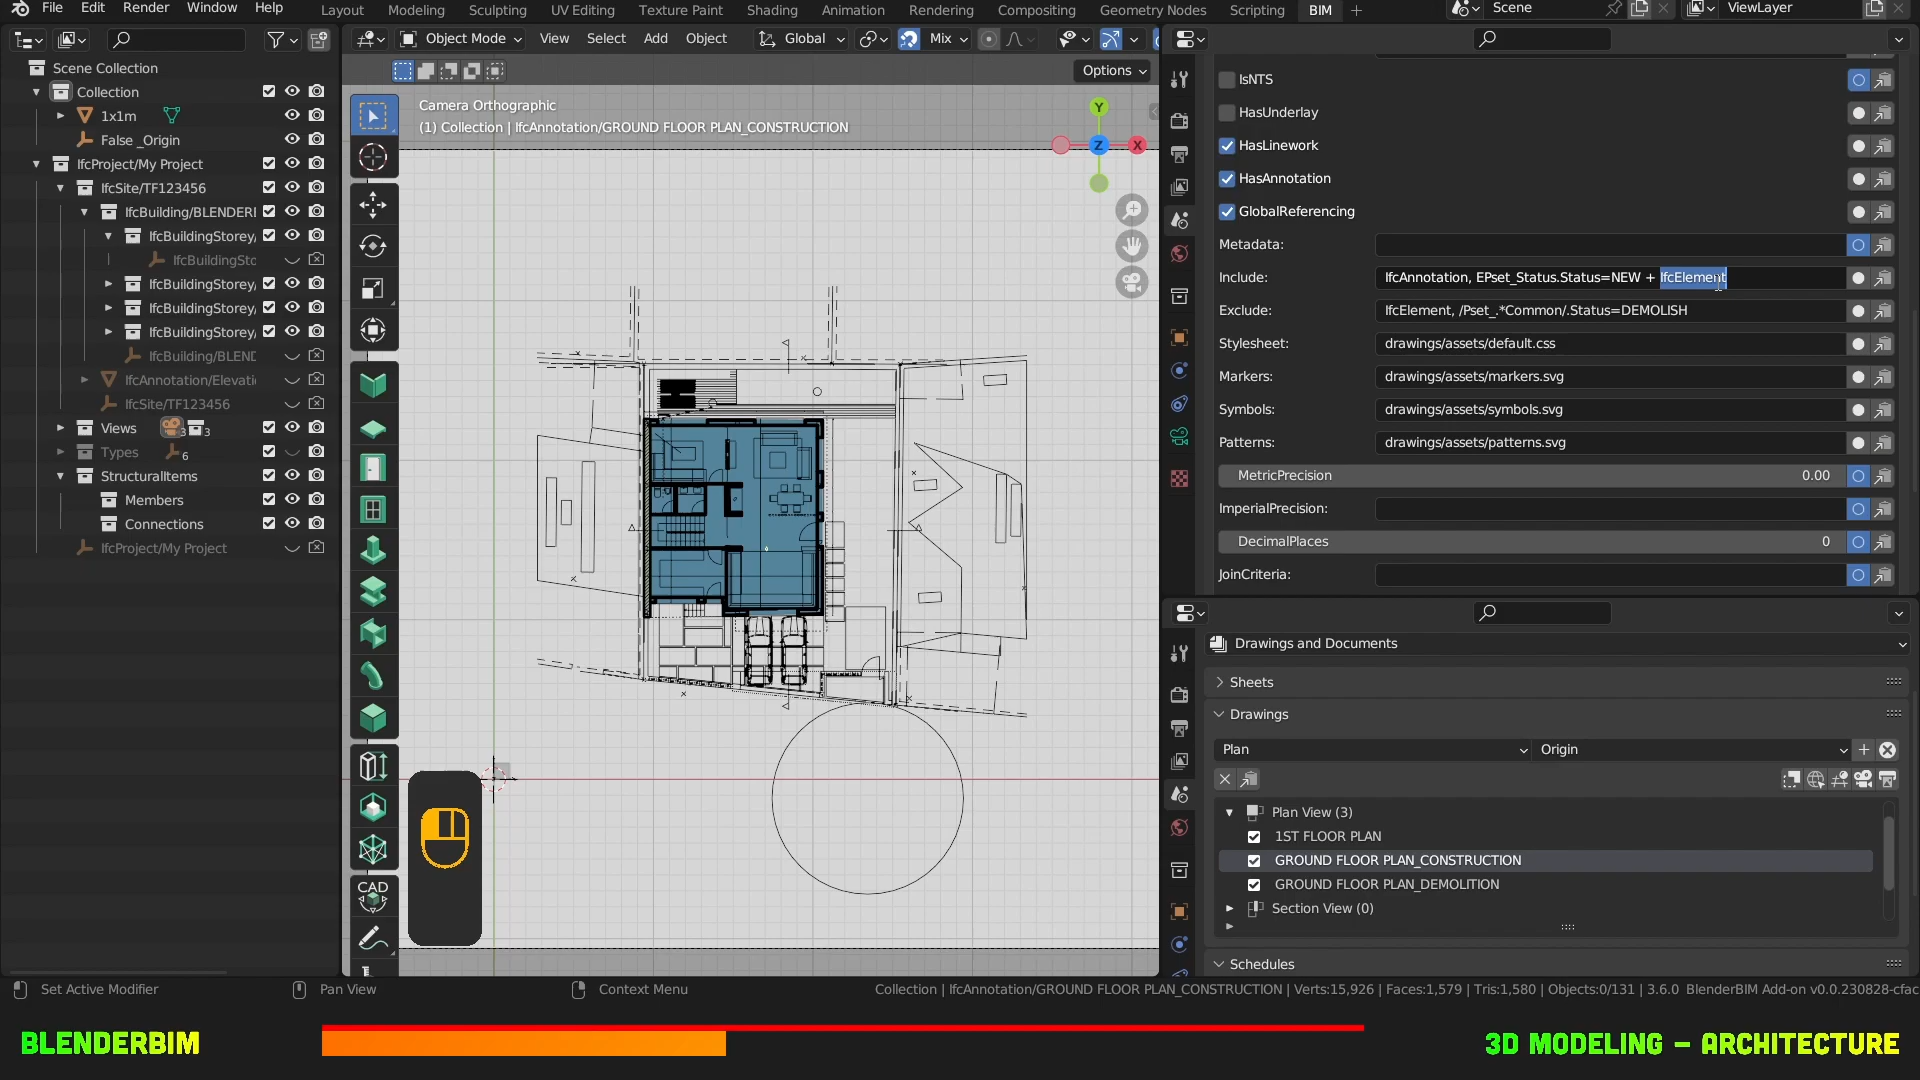 File Edit Render Window Help Layout Modeling Sculpting UV Editing Texture Paint Shading Animation Rendering Compositing Geometry Nodes Scripting BIM + Scene ViewLayer
Object Mode View Select Add Object Global Mix
Options
Scene Collection
Collection
1x1m
False _Origin
IfcProject/My Project
IfcSite/TF123456
IfcBuilding/BLENDERI
IfcBuildingStorey/
IfcBuildingSto
IfcBuildingStorey/
IfcBuildingStorey/
IfcBuildingStorey/
IfcBuilding/BLEND
IfcAnnotation/Elevati
IfcSite/TF123456
Views 3 3
Types 6
StructuralItems
Members
Connections
IfcProject/My Project
Camera Orthographic
(1) Collection | IfcAnnotation/GROUND FLOOR PLAN_CONSTRUCTION
Y
Z X
CAD
IsNTS
HasUnderlay
HasLinework
HasAnnotation
GlobalReferencing
Metadata:
Include: IfcAnnotation, EPset_Status.Status=NEW + IfcElement
Exclude: IfcElement, /Pset_.*Common/.Status=DEMOLISH
Stylesheet: drawings/assets/default.css
Markers: drawings/assets/markers.svg
Symbols: drawings/assets/symbols.svg
Patterns: drawings/assets/patterns.svg
MetricPrecision 0.00
ImperialPrecision:
DecimalPlaces 0
JoinCriteria:
Drawings and Documents
Sheets
Drawings
Plan Origin
Plan View (3)
1ST FLOOR PLAN
GROUND FLOOR PLAN_CONSTRUCTION
GROUND FLOOR PLAN_DEMOLITION
Section View (0)
Schedules
Set Active Modifier Pan View Context Menu Collection | IfcAnnotation/GROUND FLOOR PLAN_CONSTRUCTION | Verts:15,926 | Faces:1,579 | Tris:1,580 | Objects:0/131 | 3.6.0 BlenderBIM Add-on v0.0.230828-cfac
BLENDERBIM
3D MODELING - ARCHITECTURE